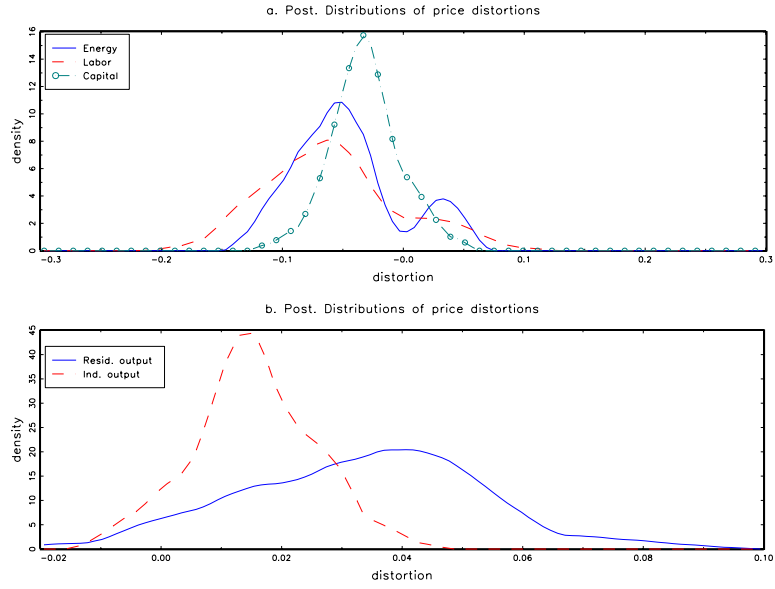 a. Post. Distributions of price distortions
16
14
12
10
8
6
4
2
0
density
Energy
Labor
Capital
-0.3 -0.2 -0.1 -0.0 0.1 0.2 0.3
distortion
b. Post. Distributions of price distortions
45
40
35
30
25
20
15
10
5
0
density
Resid. output
Ind. output
-0.02 0.00 0.02 0.04 0.06 0.08 0.10
distortion